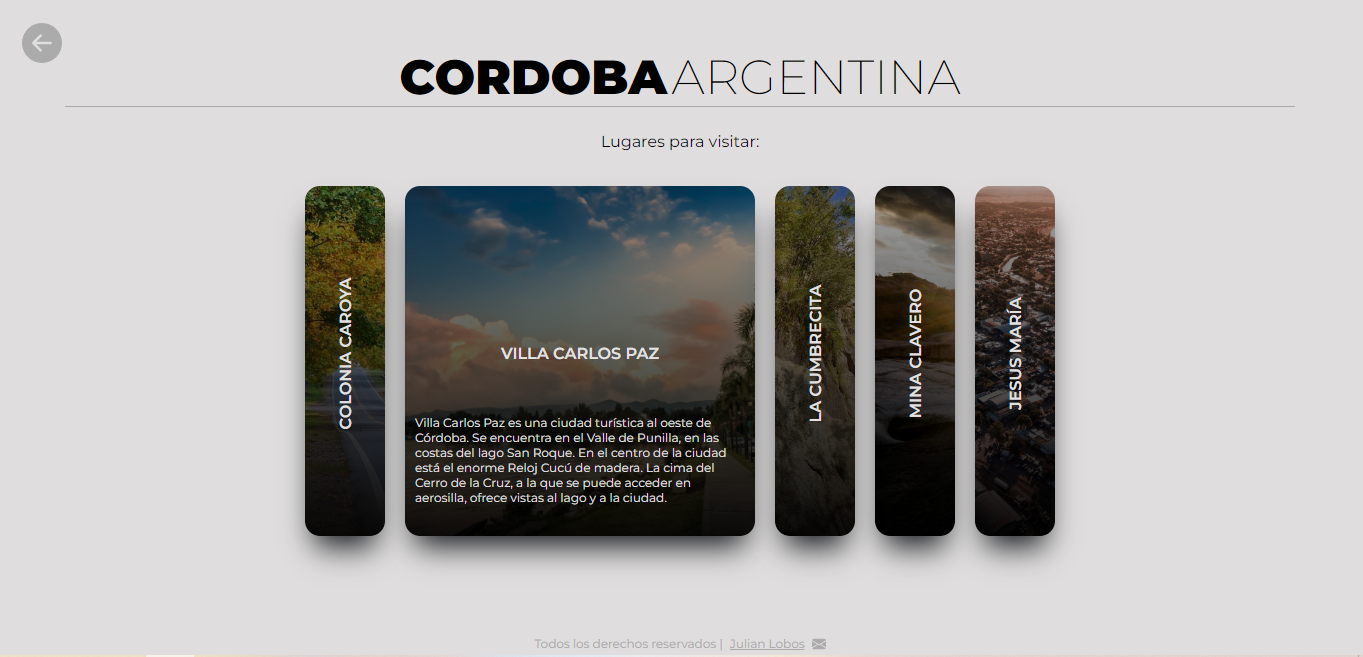 CORDOBA ARGENTINA
Lugares para visitar:
COLONIA CAROYA
VILLA CARLOS PAZ
Villa Carlos Paz es una ciudad turística al oeste de
Córdoba. Se encuentra en el Valle de Punilla, en las
costas del lago San Roque. En el centro de la ciudad
está el enorme Reloj Cucú de madera. La cima del
Cerro de la Cruz, a la que se puede acceder en
aerosilla, ofrece vistas al lago y a la ciudad.
LA CUMBRECITA
MINA CLAVERO
JESUS MARÍA
Todos los derechos reservados | Julian Lobos